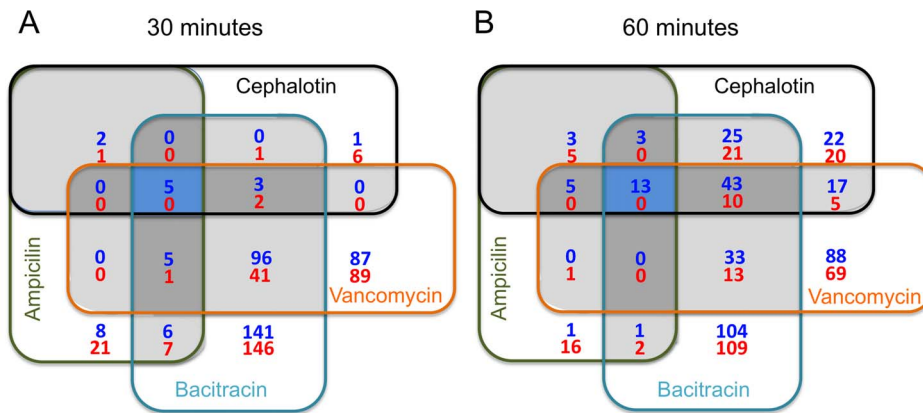 A
30 minutes
Cephalotin
2 0 0 1
1 0 1 6
0 5 3 0
0 0 2 0
0 5 96 87
0 1 41 89
Ampicilin
Vancomycin
8 6 141
21 7 146
Bacitracin
B
60 minutes
Cephalotin
3 3 25 22
5 0 21 20
5 13 43 17
0 0 10 5
0 0 33 88
1 0 13 69
Ampicilin
Vancomycin
1 1 104
16 2 109
Bacitracin